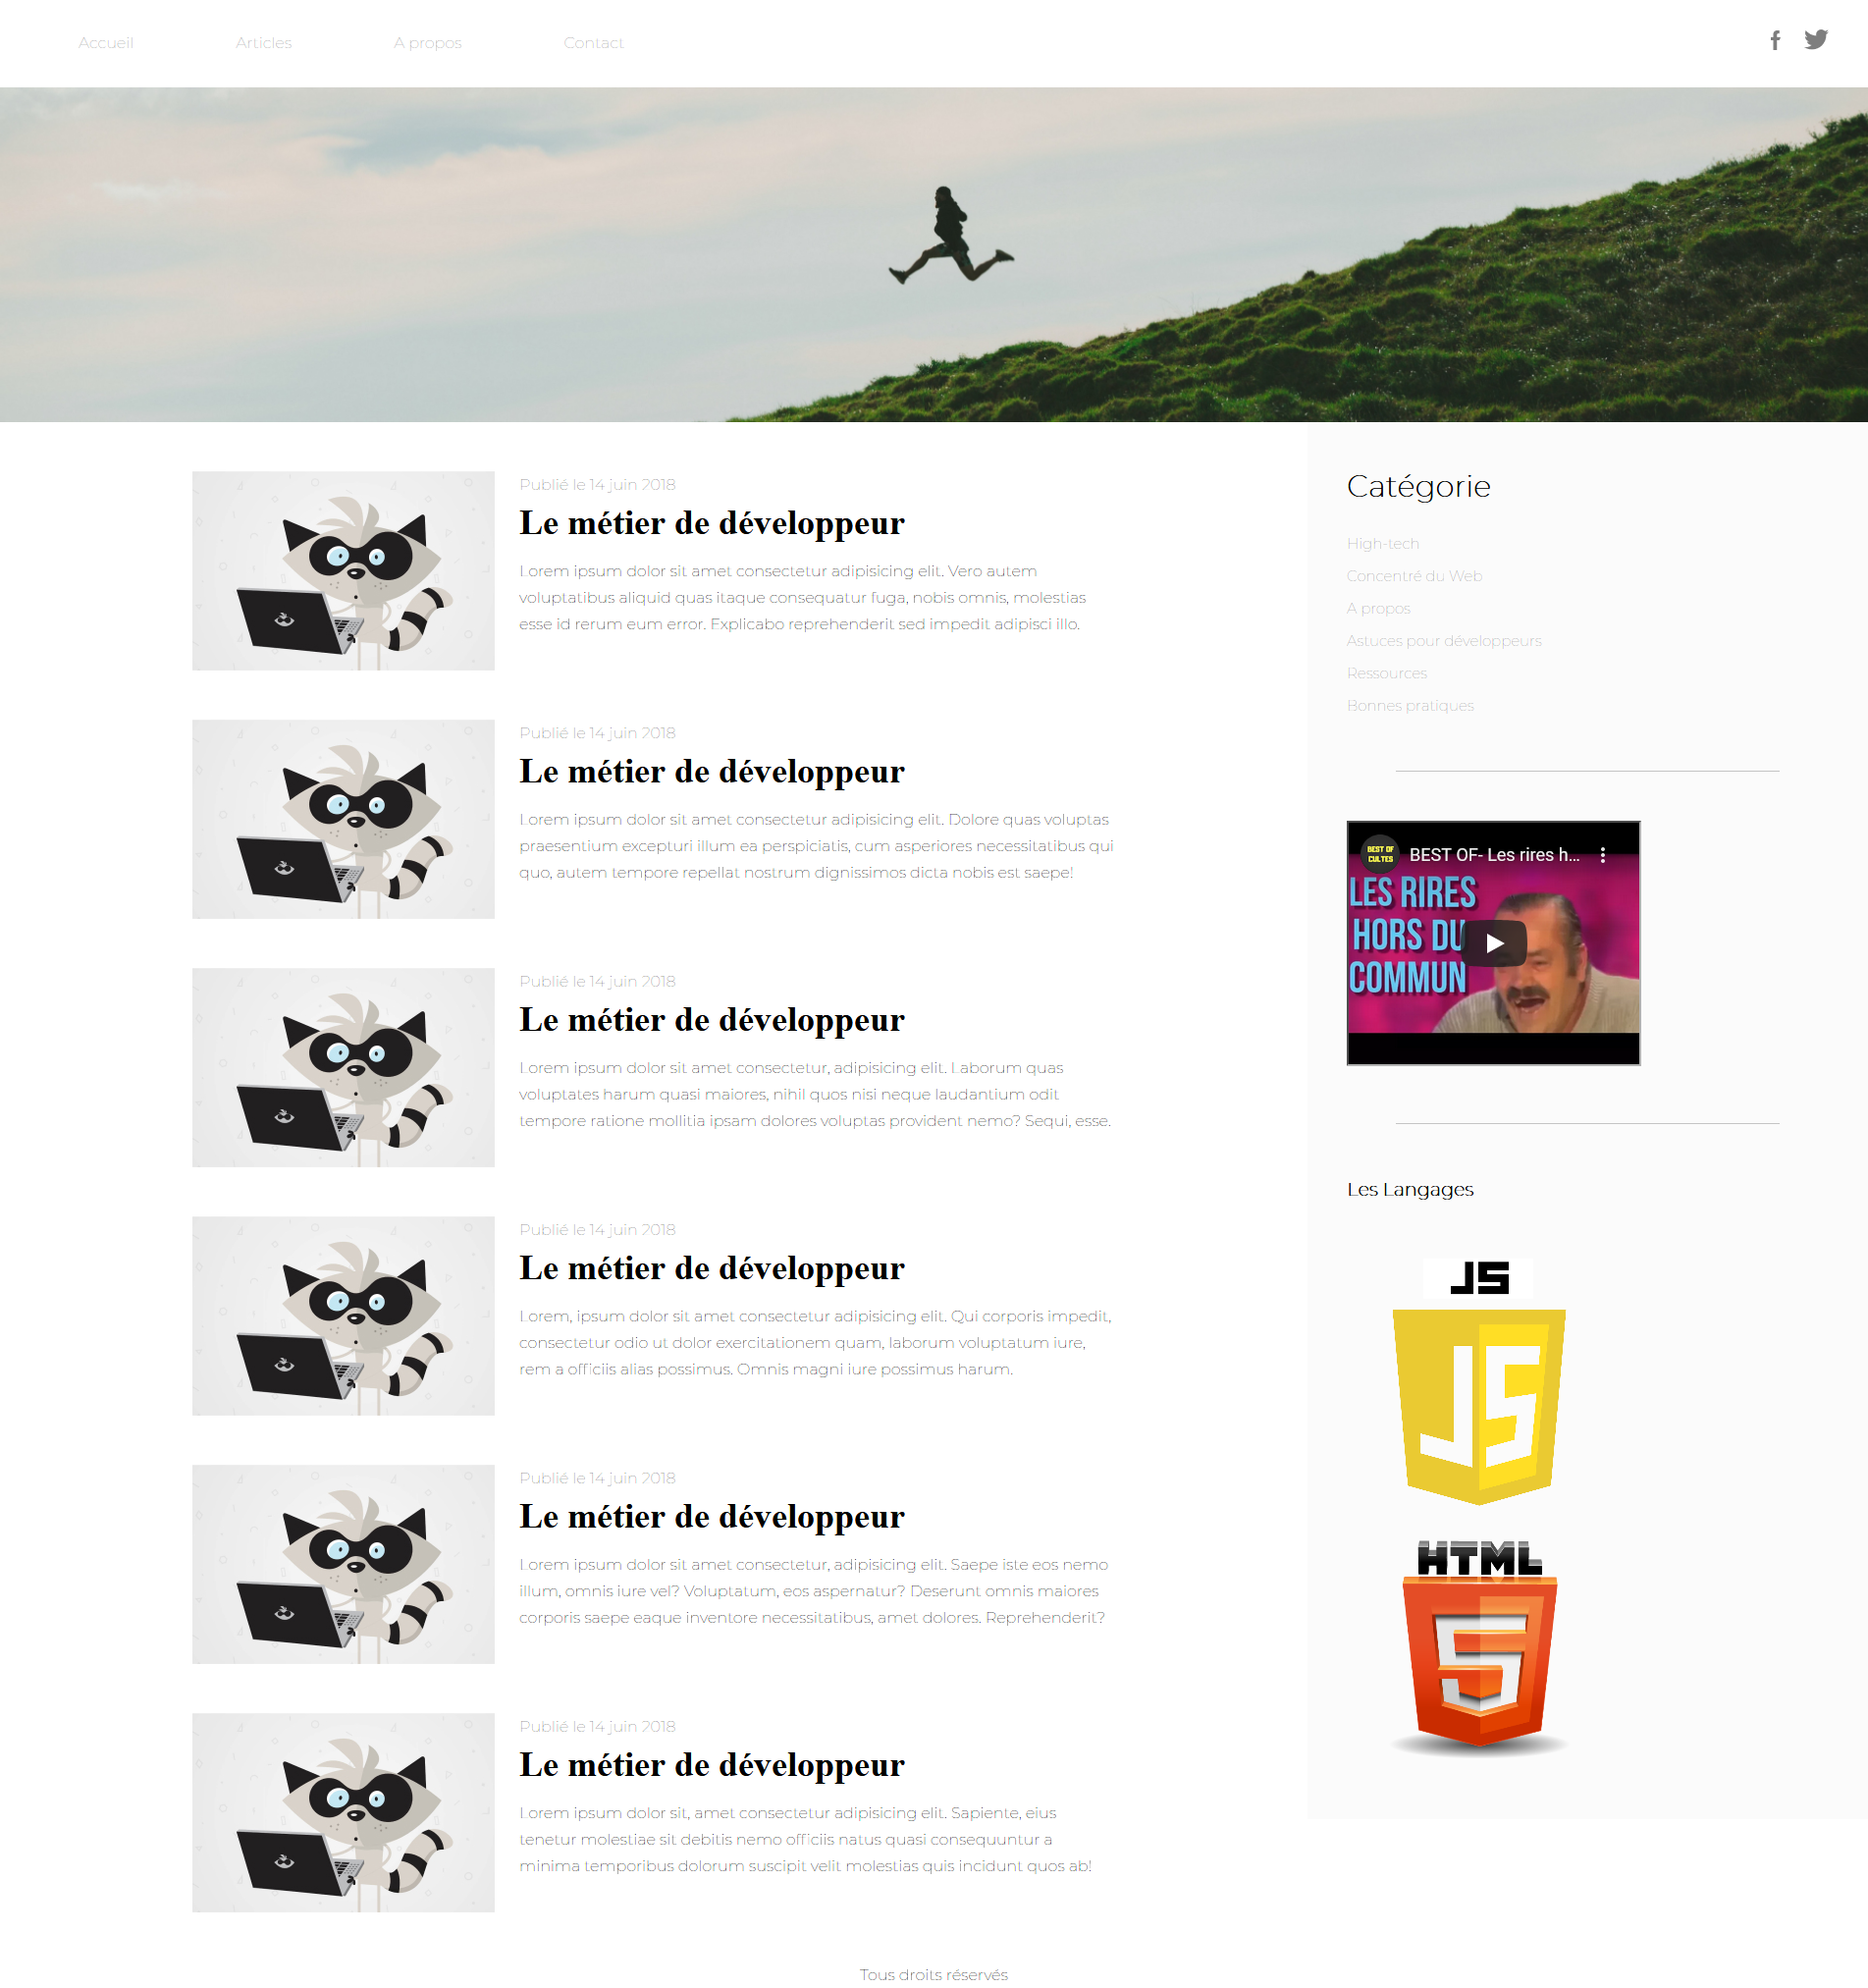 Accueil
Articles
A propos
Contact
Publié le 14 juin 2018
Le métier de développeur
Lorem ipsum dolor sit amet consectetur adipisicing elit. Vero autem
voluptatibus aliquid quas itaque consequatur fuga, nobis omnis, molestias
esse id rerum eum error. Explicabo reprehenderit sed impedit adipisci illo.
Publié le 14 juin 2018
Le métier de développeur
Lorem ipsum dolor sit amet consectetur adipisicing elit. Dolore quas voluptas
praesentium excepturi illum ea perspiciatis, cum asperiores necessitatibus qui
quo, autem tempore repellat nostrum dignissimos dicta nobis est saepe!
Publié le 14 juin 2018
Le métier de développeur
Lorem ipsum dolor sit amet consectetur, adipisicing elit. Laborum quas
voluptates harum quasi maiores, nihil quos nisi neque laudantium odit
tempore ratione mollitia ipsam dolores voluptas provident nemo? Sequi, esse.
Publié le 14 juin 2018
Le métier de développeur
Lorem, ipsum dolor sit amet consectetur adipisicing elit. Qui corporis impedit,
consectetur odio ut dolor exercitationem quam, laborum voluptatum iure,
rem a officiis alias possimus. Omnis magni iure possimus harum.
Publié le 14 juin 2018
Le métier de développeur
Lorem ipsum dolor sit amet consectetur, adipisicing elit. Saepe iste eos nemo
illum, omnis iure vel? Voluptatum, eos aspernatur? Deserunt omnis maiores
corporis saepe eaque inventore necessitatibus, amet dolores. Reprehenderit?
Publié le 14 juin 2018
Le métier de développeur
Lorem ipsum dolor sit, amet consectetur adipisicing elit. Sapiente, eius
tenetur molestiae sit debitis nemo officiis natus quasi consequuntur a
minima temporibus dolorum suscipit velit molestias quis incidunt quos ab!
Catégorie
High-tech
Concentré du Web
A propos
Astuces pour développeurs
Ressources
Bonnes pratiques
BEST OF
CULTES
BEST OF- Les rires h...
LES RIRES
HORS DU
COMMUN
Les Langages
JS
JS
HTML
5
Tous droits réservés